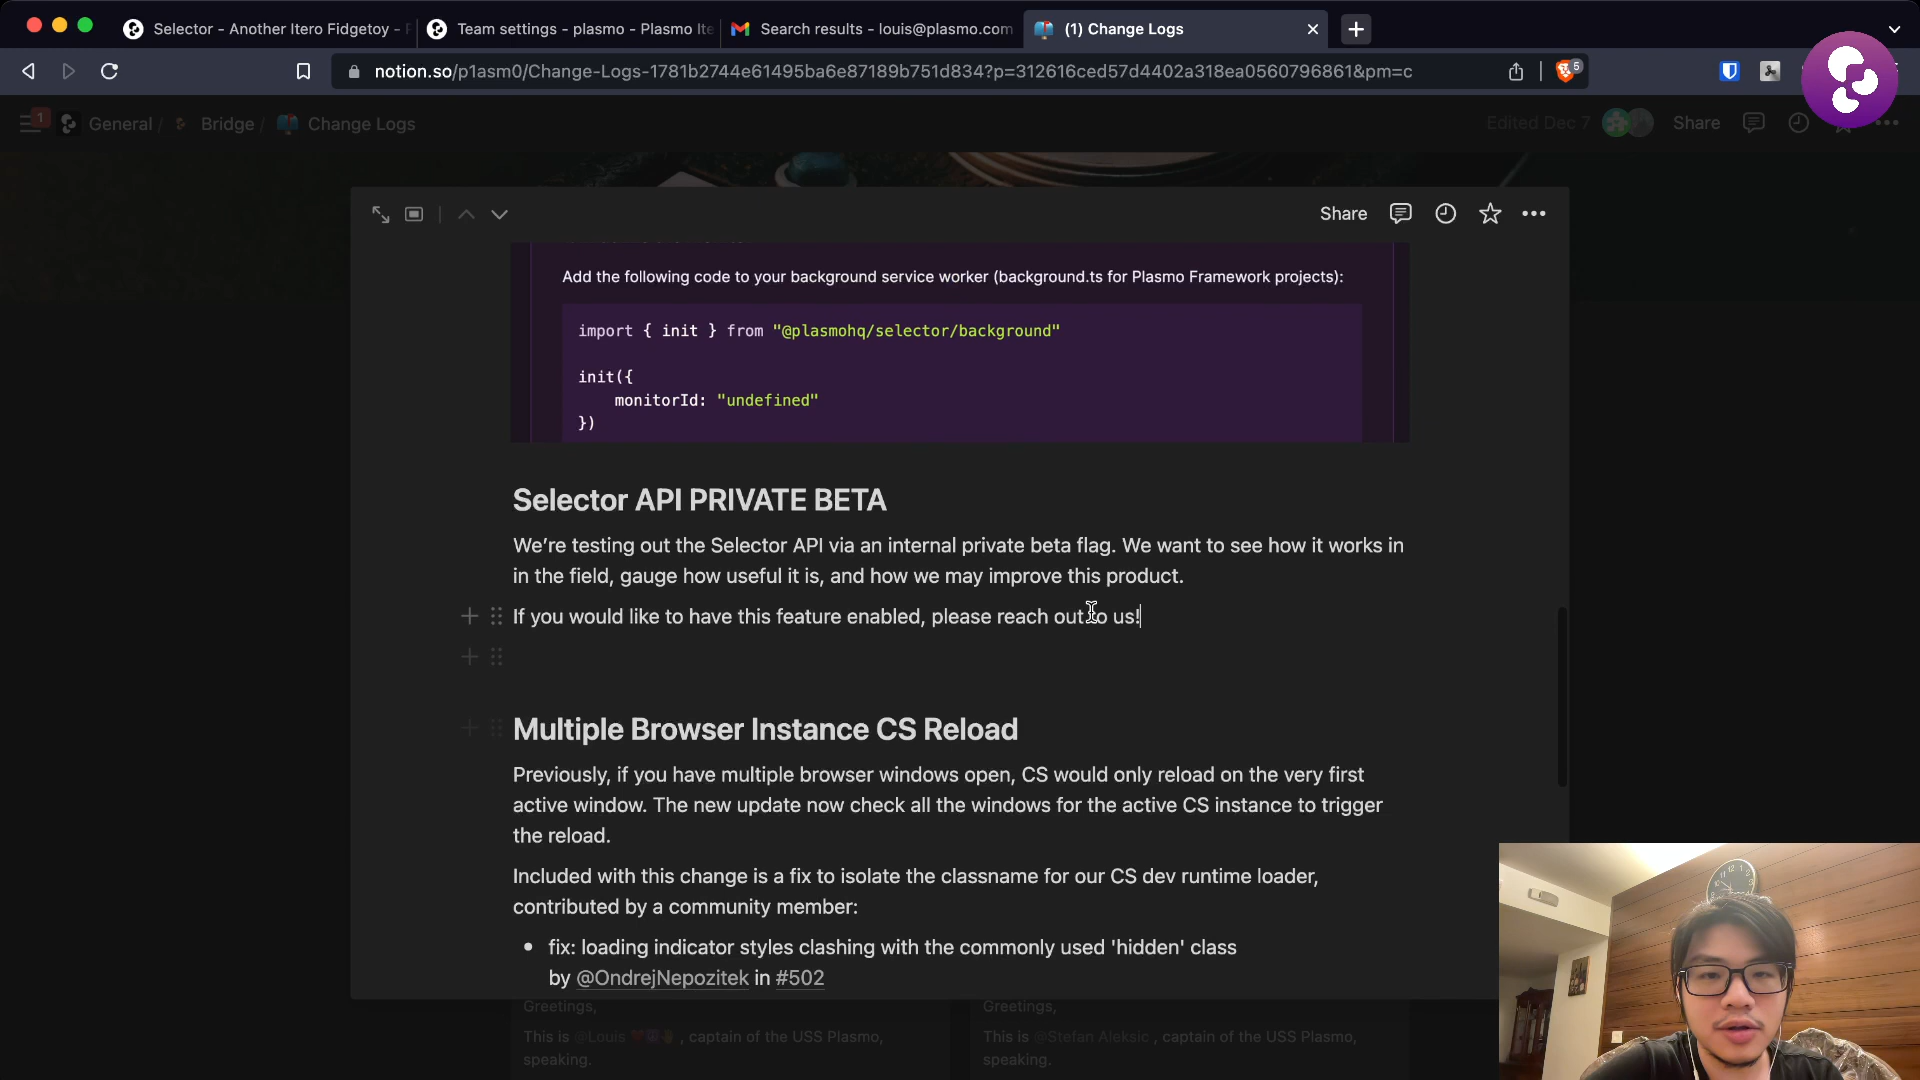 Selector - Another Itero Fidgetoy -
Team settings - plasmo - Plasmo Ite
Search results - louis@plasmo.com
(1) Change Logs
notion.so/p1asm0/Change-Logs-1781b2744e61495ba6e87189b751d834?p=312616ced57d4402a318ea0560796861&pm=c
5
1
General / Bridge / Change Logs
Edited Dec 7
Share
Share
Add the following code to your background service worker (background.ts for Plasmo Framework projects):
import { init } from "@plasmohq/selector/background"
init({
monitorId: "undefined"
})
Selector API PRIVATE BETA
We're testing out the Selector API via an internal private beta flag. We want to see how it works in
in the field, gauge how useful it is, and how we may improve this product.
If you would like to have this feature enabled, please reach out to us!
Multiple Browser Instance CS Reload
Previously, if you have multiple browser windows open, CS would only reload on the very first
active window. The new update now check all the windows for the active CS instance to trigger
the reload.
Included with this change is a fix to isolate the classname for our CS dev runtime loader,
contributed by a community member:
• fix: loading indicator styles clashing with the commonly used 'hidden' class
by @OndrejNepozitek in #502
Greetings,
This is @Louis , captain of the USS Plasmo,
speaking.
Greetings,
This is @Stefan Aleksic , captain of the USS Plasmo,
speaking.